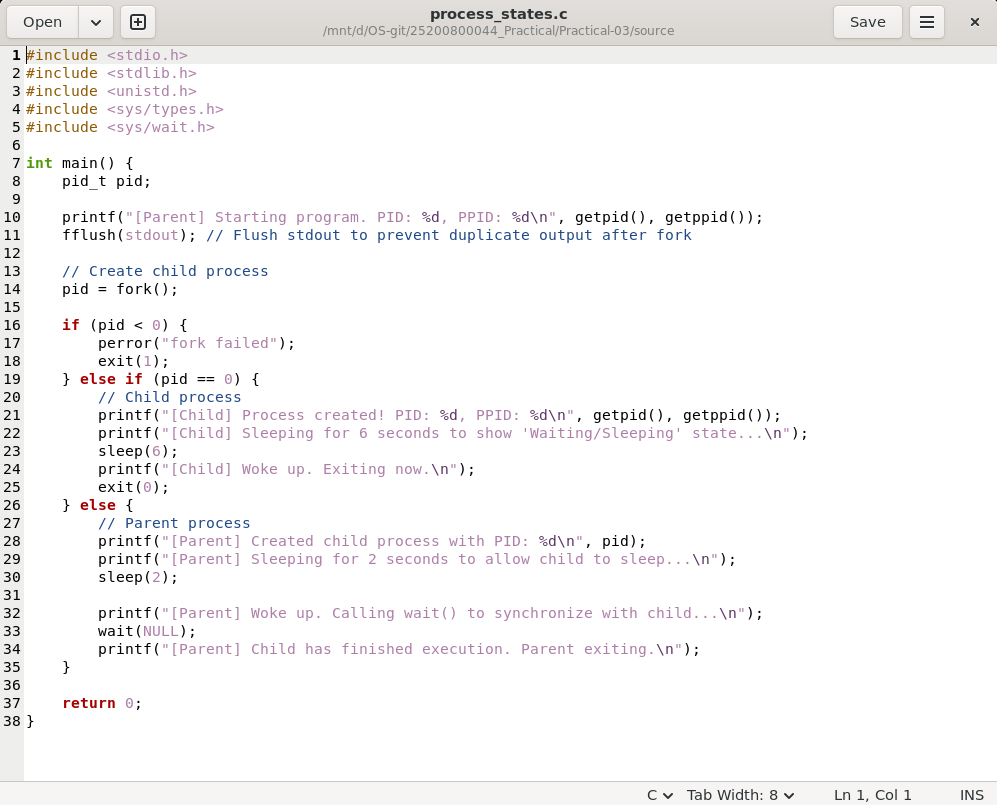 Open
process_states.c
/mnt/d/OS-git/25200800044_Practical/Practical-03/source
Save
1 #include <stdio.h>
2 #include <stdlib.h>
3 #include <unistd.h>
4 #include <sys/types.h>
5 #include <sys/wait.h>
6
7 int main() {
8     pid_t pid;
9
10     printf("[Parent] Starting program. PID: %d, PPID: %d\n", getpid(), getppid());
11     fflush(stdout); // Flush stdout to prevent duplicate output after fork
12
13     // Create child process
14     pid = fork();
15
16     if (pid < 0) {
17         perror("fork failed");
18         exit(1);
19     } else if (pid == 0) {
20         // Child process
21         printf("[Child] Process created! PID: %d, PPID: %d\n", getpid(), getppid());
22         printf("[Child] Sleeping for 6 seconds to show 'Waiting/Sleeping' state...\n");
23         sleep(6);
24         printf("[Child] Woke up. Exiting now.\n");
25         exit(0);
26     } else {
27         // Parent process
28         printf("[Parent] Created child process with PID: %d\n", pid);
29         printf("[Parent] Sleeping for 2 seconds to allow child to sleep...\n");
30         sleep(2);
31
32         printf("[Parent] Woke up. Calling wait() to synchronize with child...\n");
33         wait(NULL);
34         printf("[Parent] Child has finished execution. Parent exiting.\n");
35     }
36
37     return 0;
38 }
C Tab Width: 8 Ln 1, Col 1 INS